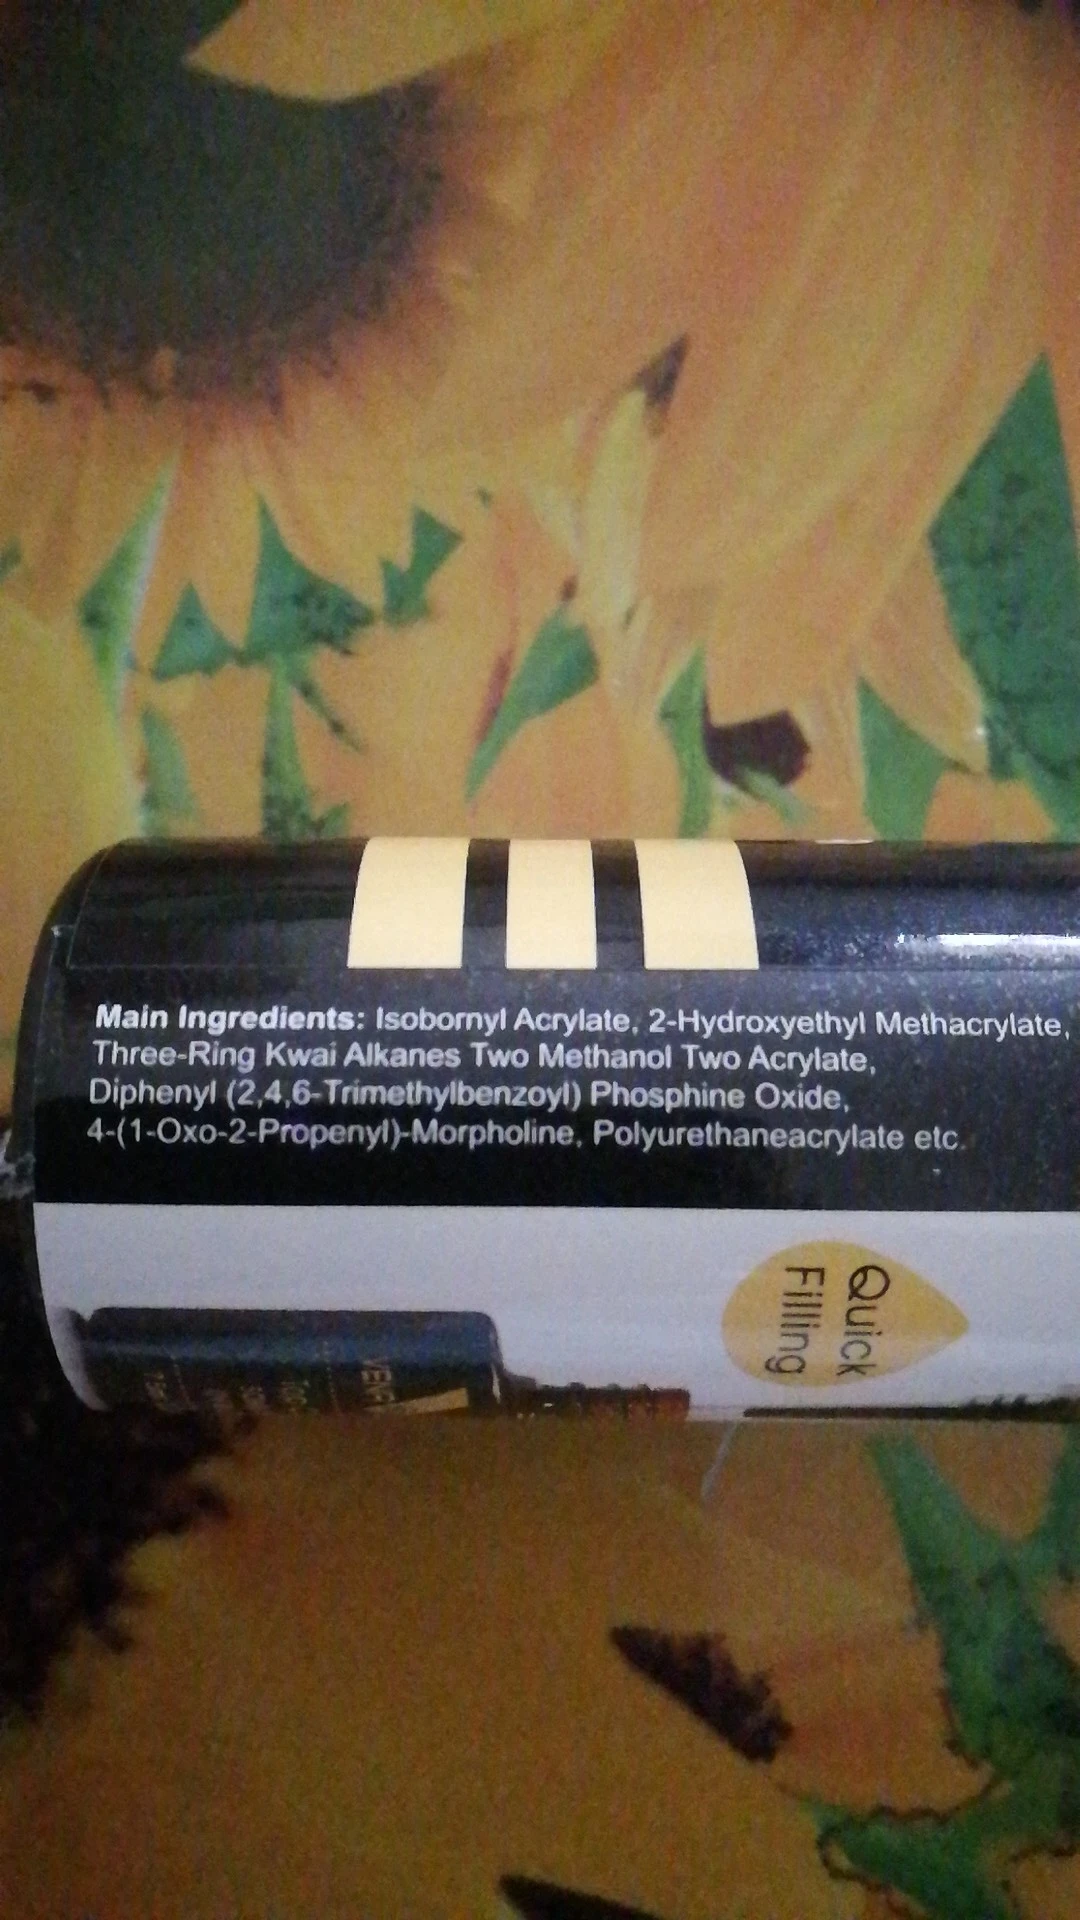 Main Ingredients: Isobornyl Acrylate, 2-Hydroxyethyl Methacrylate,
Three-Ring Kwai Alkanes Two Methanol Two Acrylate,
Diphenyl (2,4,6-Trimethylbenzoyl) Phosphine Oxide,
4-(1-Oxo-2-Propenyl)-Morpholine, Polyurethaneacrylate etc.
Quick
Filling